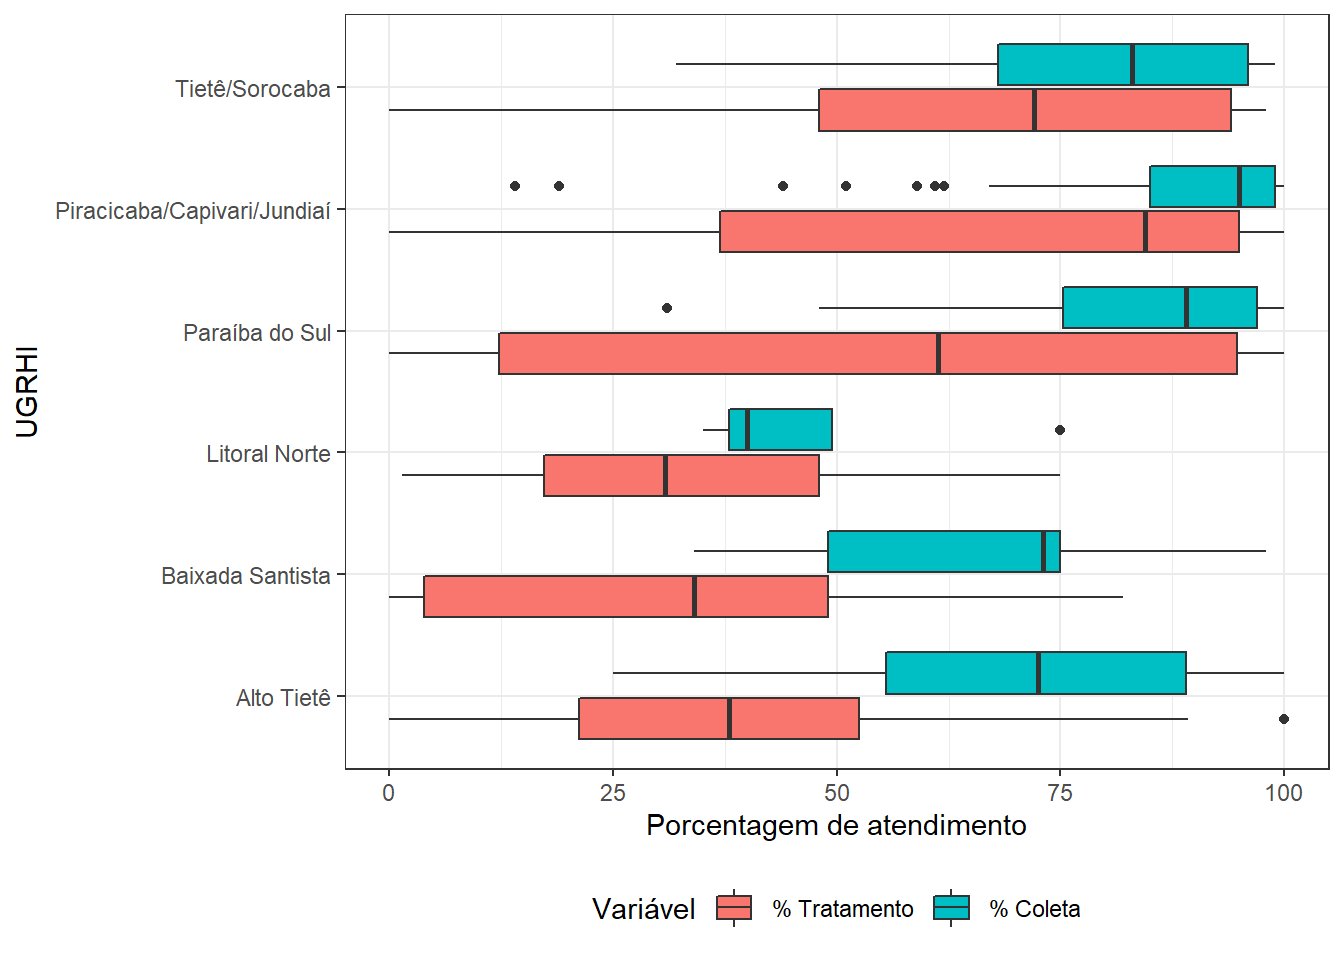 UGRHI
Tietê/Sorocaba
Piracicaba/Capivari/Jundiaí
Paraíba do Sul
Litoral Norte
Baixada Santista
Alto Tietê
0 25 50 75 100
Porcentagem de atendimento
Variável % Tratamento % Coleta